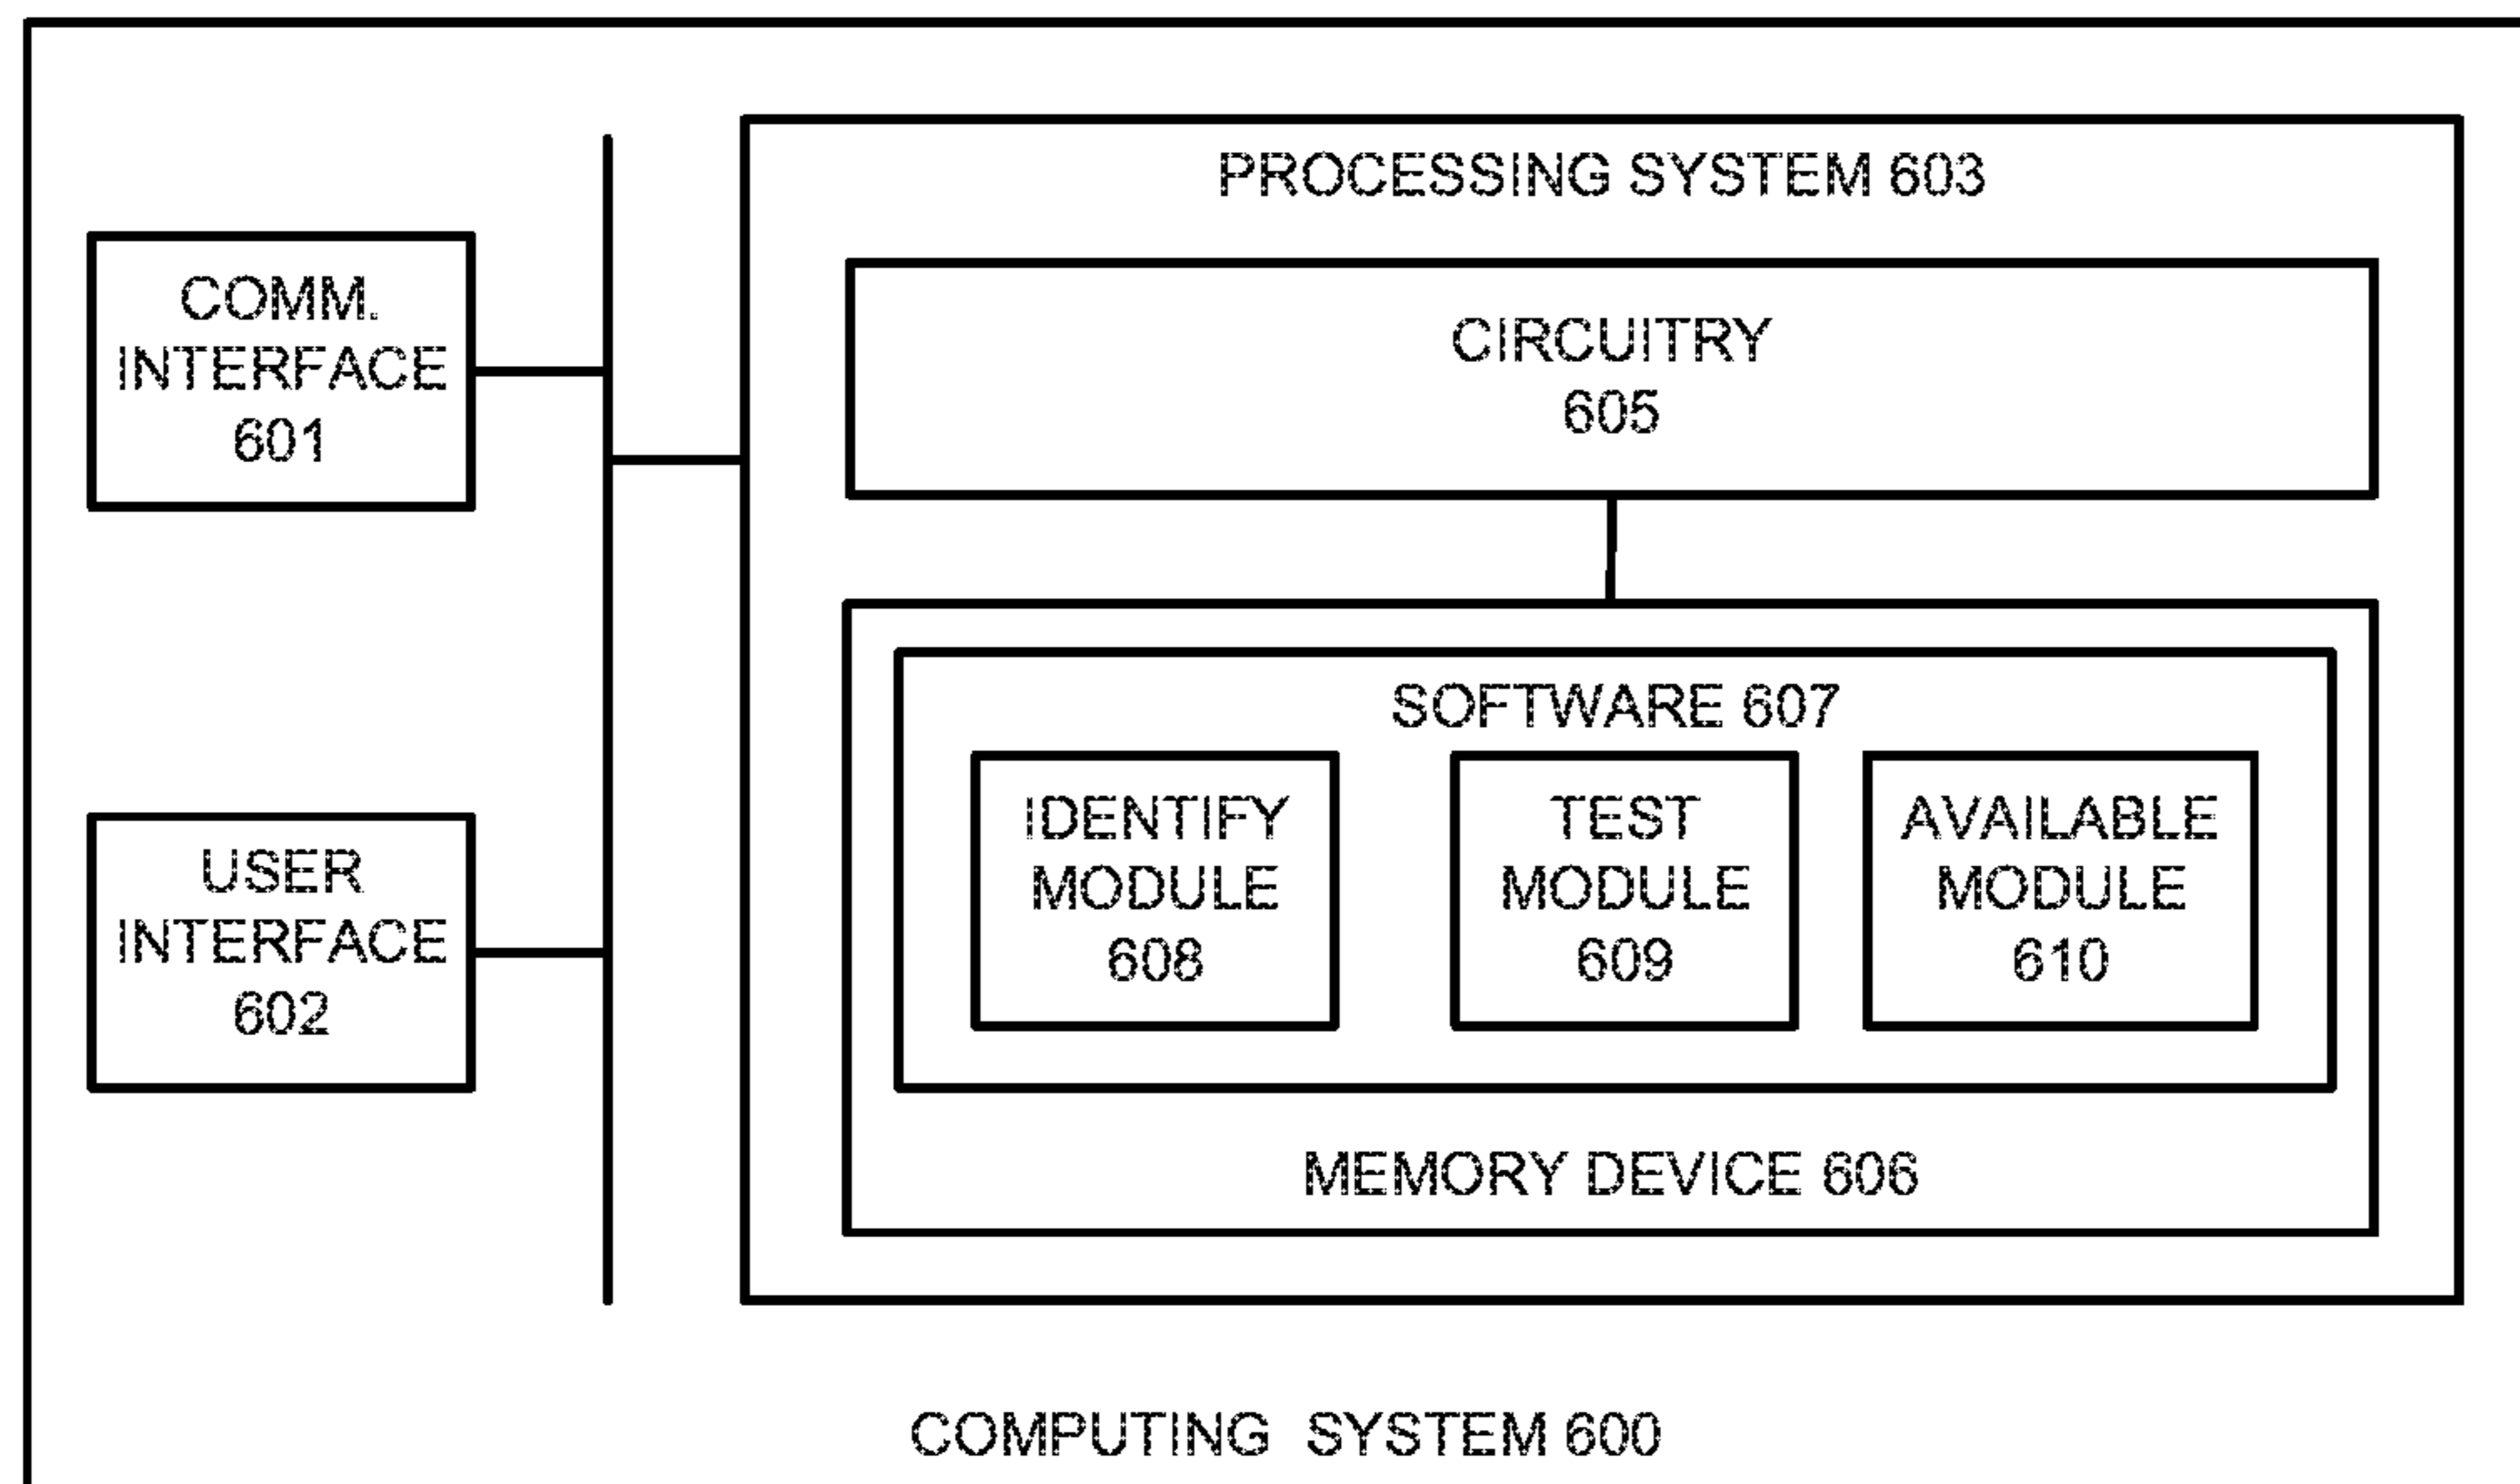 PROCESSING SYSTEM 603
COMM.
INTERFACE
601
CIRCUITRY
605
SOFTWARE 607
IDENTIFY
MODULE
608
TEST
MODULE
609
AVAILABLE
MODULE
610
USER
INTERFACE
602
MEMORY DEVICE 606
COMPUTING SYSTEM 600